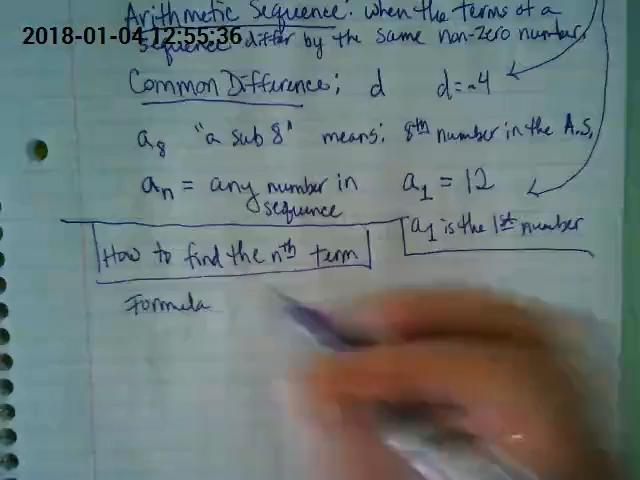 Arithmetic Sequence: when the terms of a
2018-01-04 12:55:36
sequence differ by the same non-zero number.
Common Difference: d d=-4
a8 "a sub 8" means: 8th number in the A.S.
an = any number in a1 = 12
sequence
a1 is the 1st number
How to find the nth term
Formula